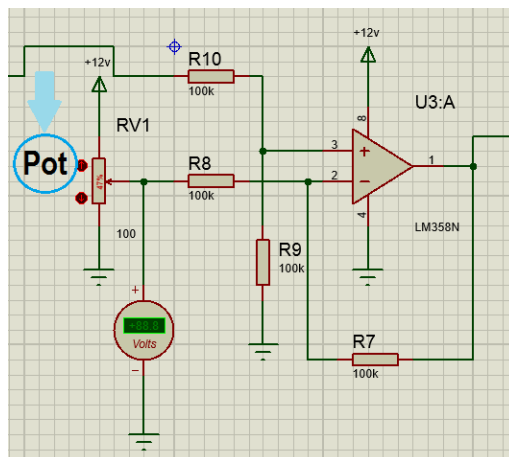 +12v
+12v
R10
100k
RV1
U3:A
Pot
47%
8
3
1
R8
2
100k
4
LM358N
100
R9
100k
+88.8
Volts
R7
100k